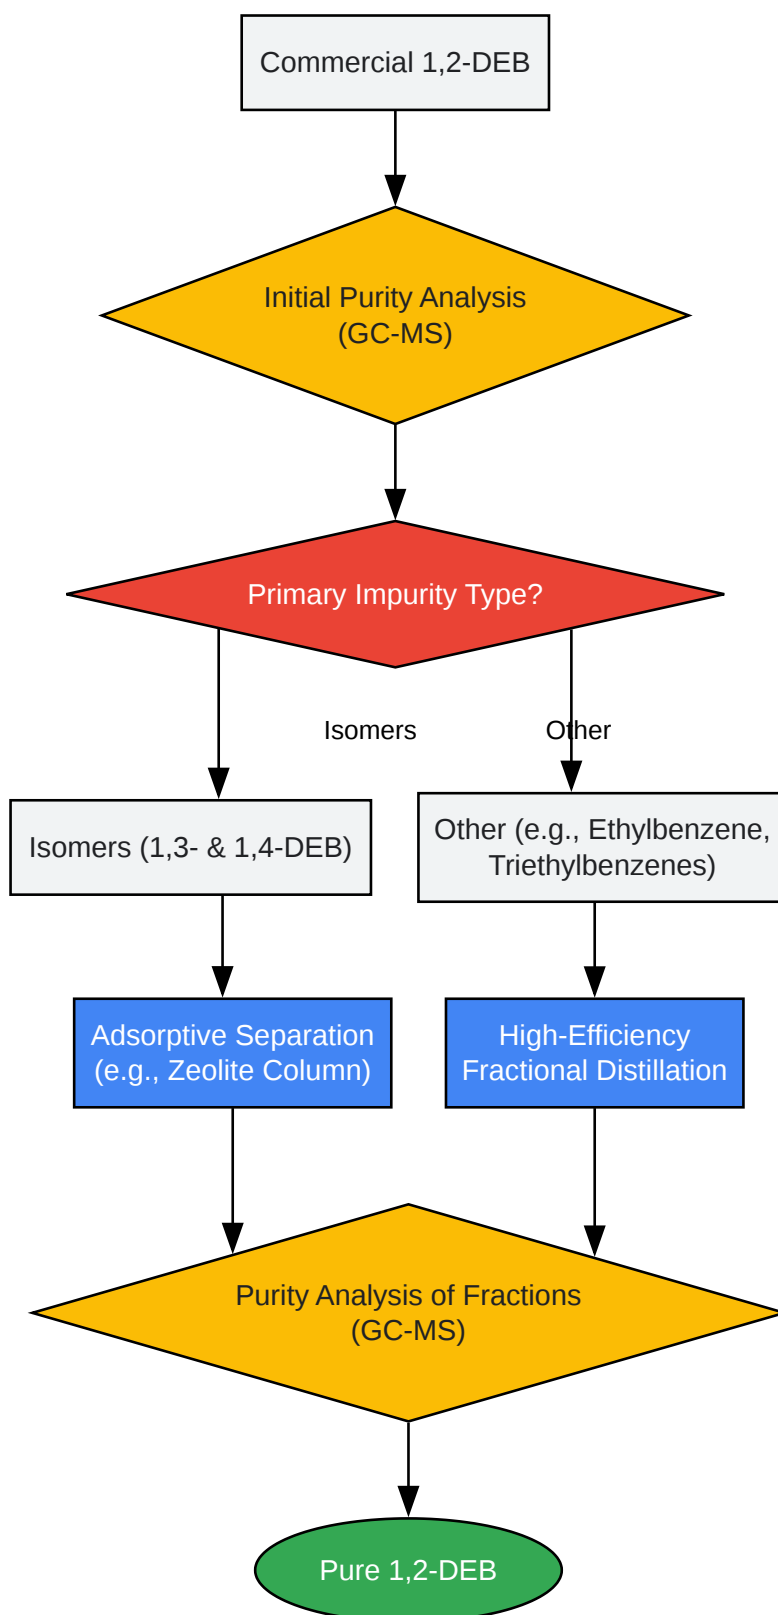 Commercial 1,2-DEB
Initial Purity Analysis
(GC-MS)
Primary Impurity Type?
Isomers
Other
Isomers (1,3- & 1,4-DEB)
Other (e.g., Ethylbenzene,
Triethylbenzenes)
Adsorptive Separation
(e.g., Zeolite Column)
High-Efficiency
Fractional Distillation
Purity Analysis of Fractions
(GC-MS)
Pure 1,2-DEB